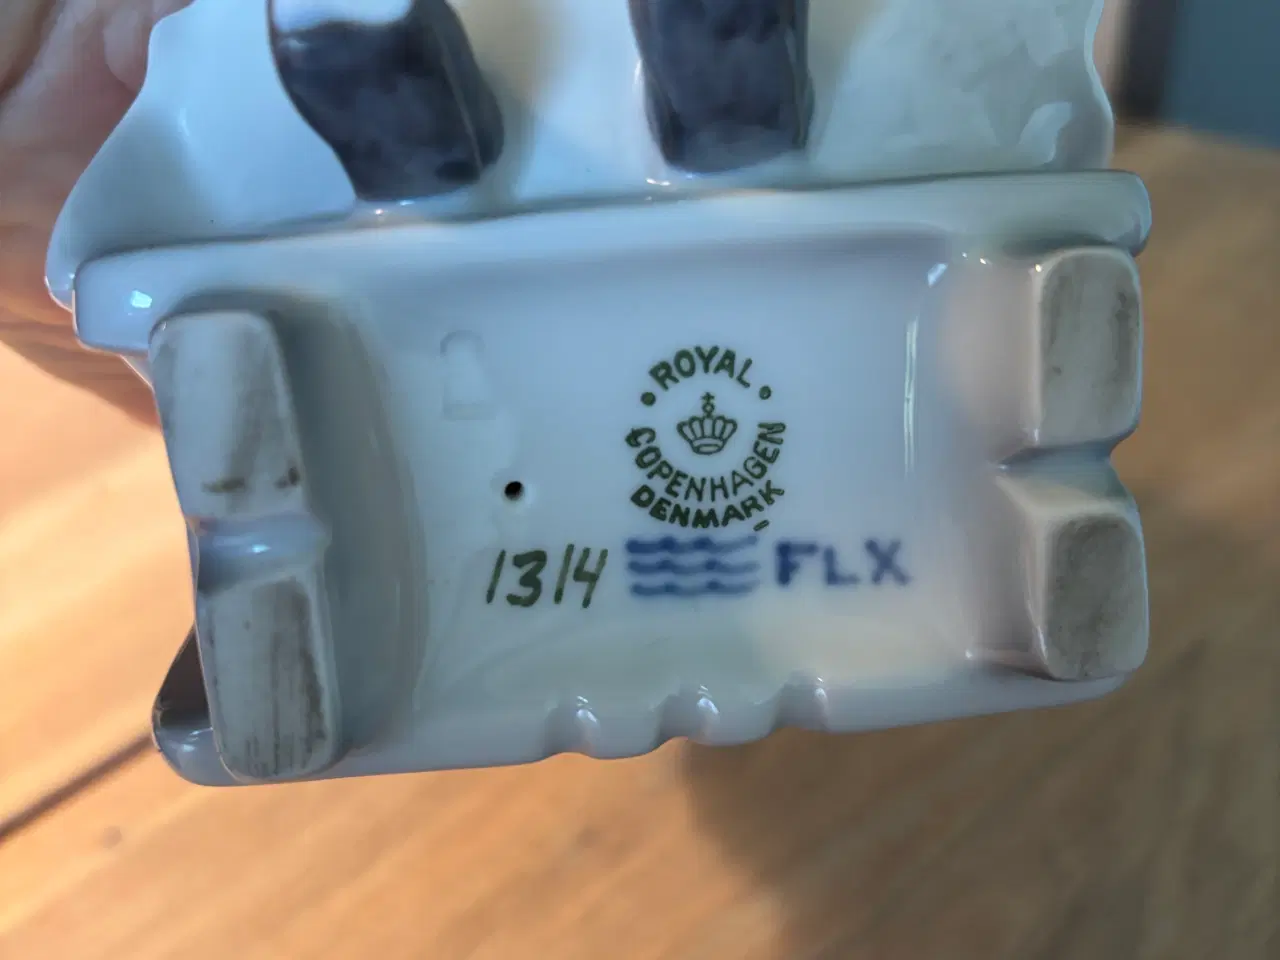 ROYAL
COPENHAGEN
DENMARK
1314 FLX